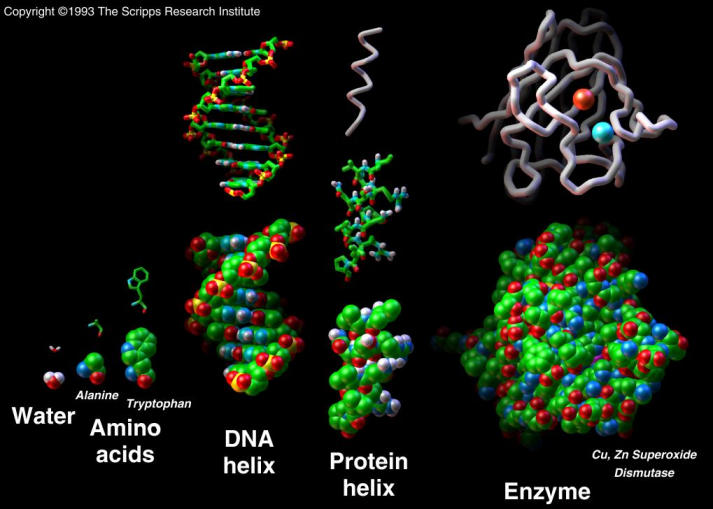 Copyright ©1993 The Scripps Research Institute
Alanine
Tryptophan
Water
Amino
acids
DNA
helix
Protein
helix
Cu, Zn Superoxide
Dismutase
Enzyme